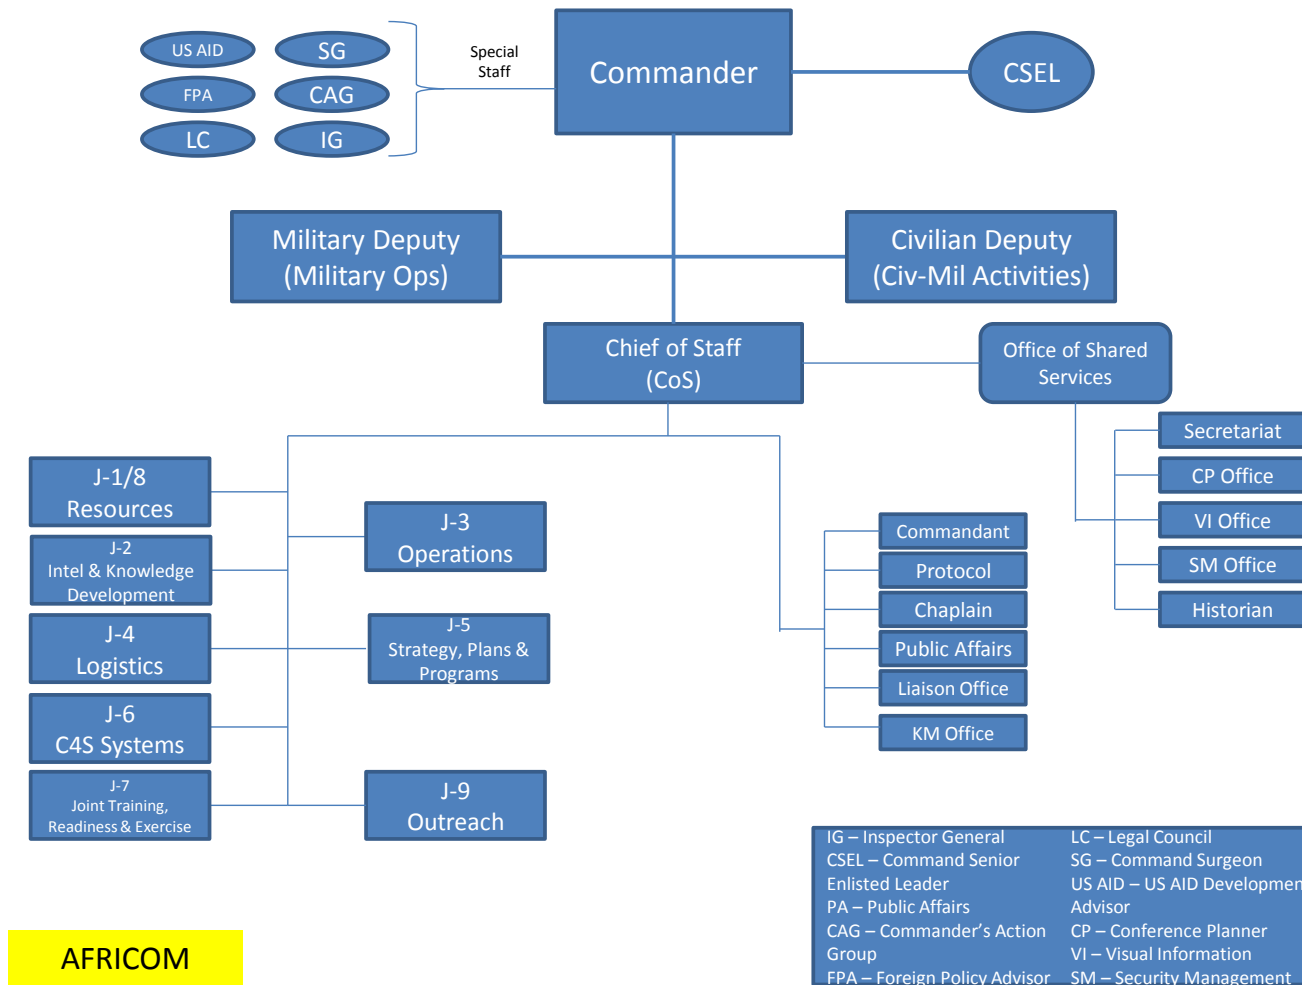 US AID
SG
Special
Staff
Commander
CSEL
FPA
CAG
LC
IG
Military Deputy
(Military Ops)
Civilian Deputy
(Civ-Mil Activities)
Chief of Staff
(CoS)
Office of Shared
Services
Secretariat
CP Office
VI Office
SM Office
Historian
J-1/8
Resources
J-2
Intel & Knowledge
Development
J-4
Logistics
J-6
C4S Systems
J-7
Joint Training,
Readiness & Exercise
J-3
Operations
J-5
Strategy, Plans &
Programs
J-9
Outreach
Commandant
Protocol
Chaplain
Public Affairs
Liaison Office
KM Office
IG – Inspector General
CSEL – Command Senior
Enlisted Leader
PA – Public Affairs
CAG – Commander's Action
Group
FPA – Foreign Policy Advisor
LC – Legal Council
SG – Command Surgeon
US AID – US AID Developmen
Advisor
CP – Conference Planner
VI – Visual Information
SM – Security Management
AFRICOM